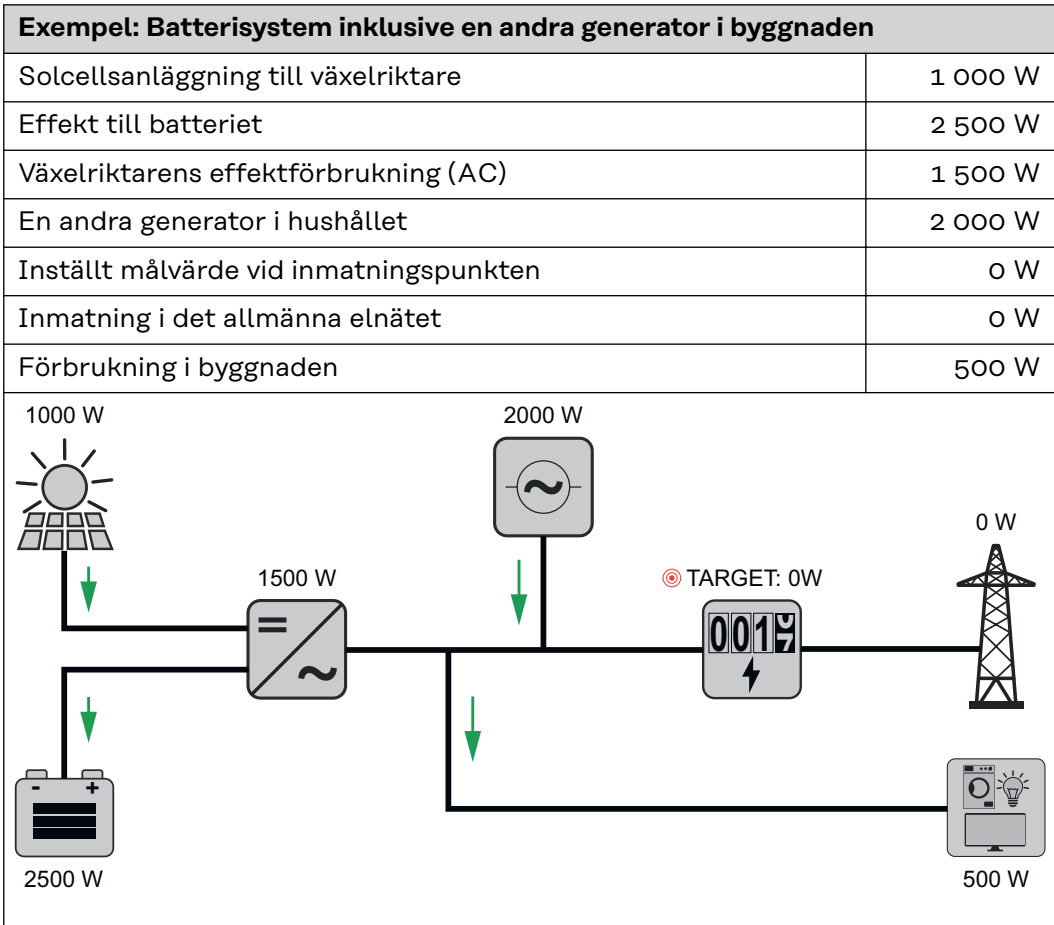 Exempel: Batterisystem inklusive en andra generator i byggnaden
Solcellsanläggning till växelriktare 1 000 W
Effekt till batteriet 2 500 W
Växelriktarens effektförbrukning (AC) 1 500 W
En andra generator i hushållet 2 000 W
Inställt målvärde vid inmatningspunkten 0 W
Inmatning i det allmänna elnätet 0 W
Förbrukning i byggnaden 500 W
1000 W
2000 W
0 W
1500 W
TARGET: 0W
001
- +
2500 W
500 W